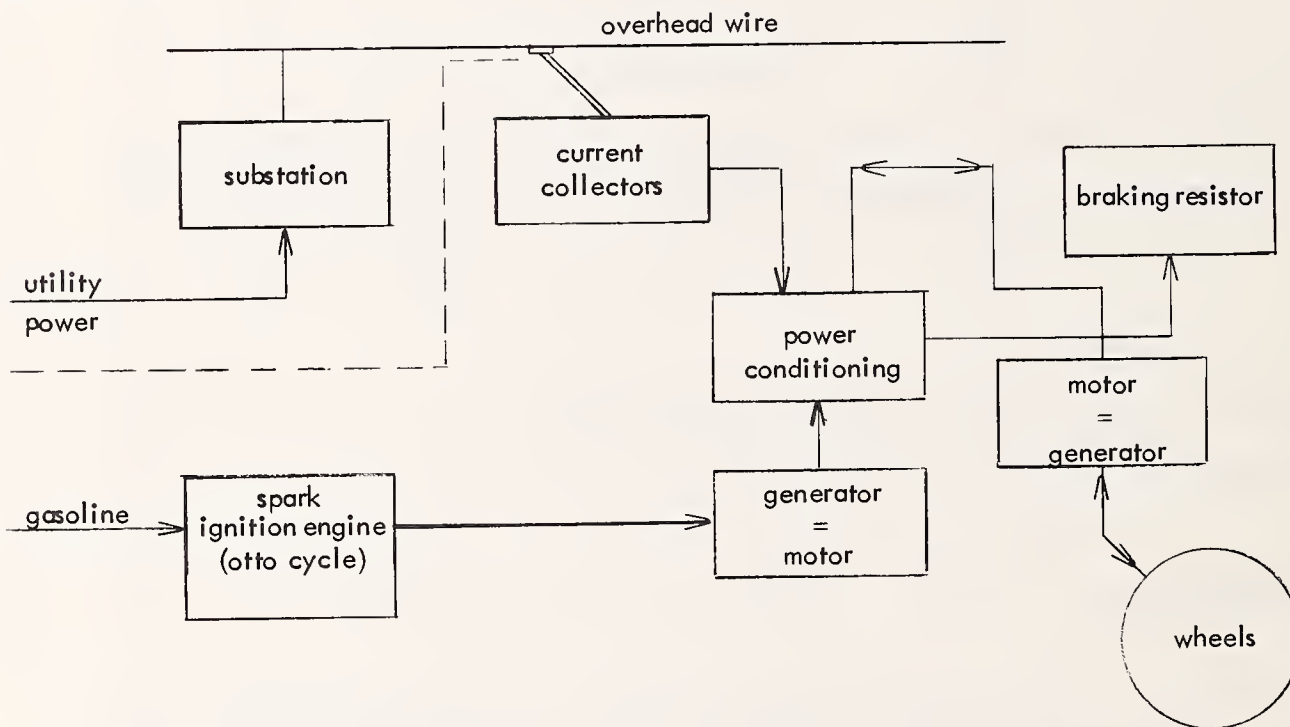 overhead wire
substation
current
collectors
braking resistor
utility
power
power
conditioning
motor
=
generator
gasoline
spark
ignition engine
(otto cycle)
generator
=
motor
wheels